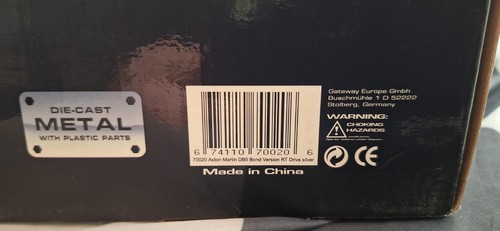 DIE-CAST
METAL
WITH PLASTIC PARTS
6 74110 70020 6
70020 Aston Martin DB5 Bond Version RT Drive silver
Made in China
Gateway Europe Gmbh
Buschmühle 1 D 52222
Stolberg, Germany
WARNING:
CHOKING
HAZARDS
CE